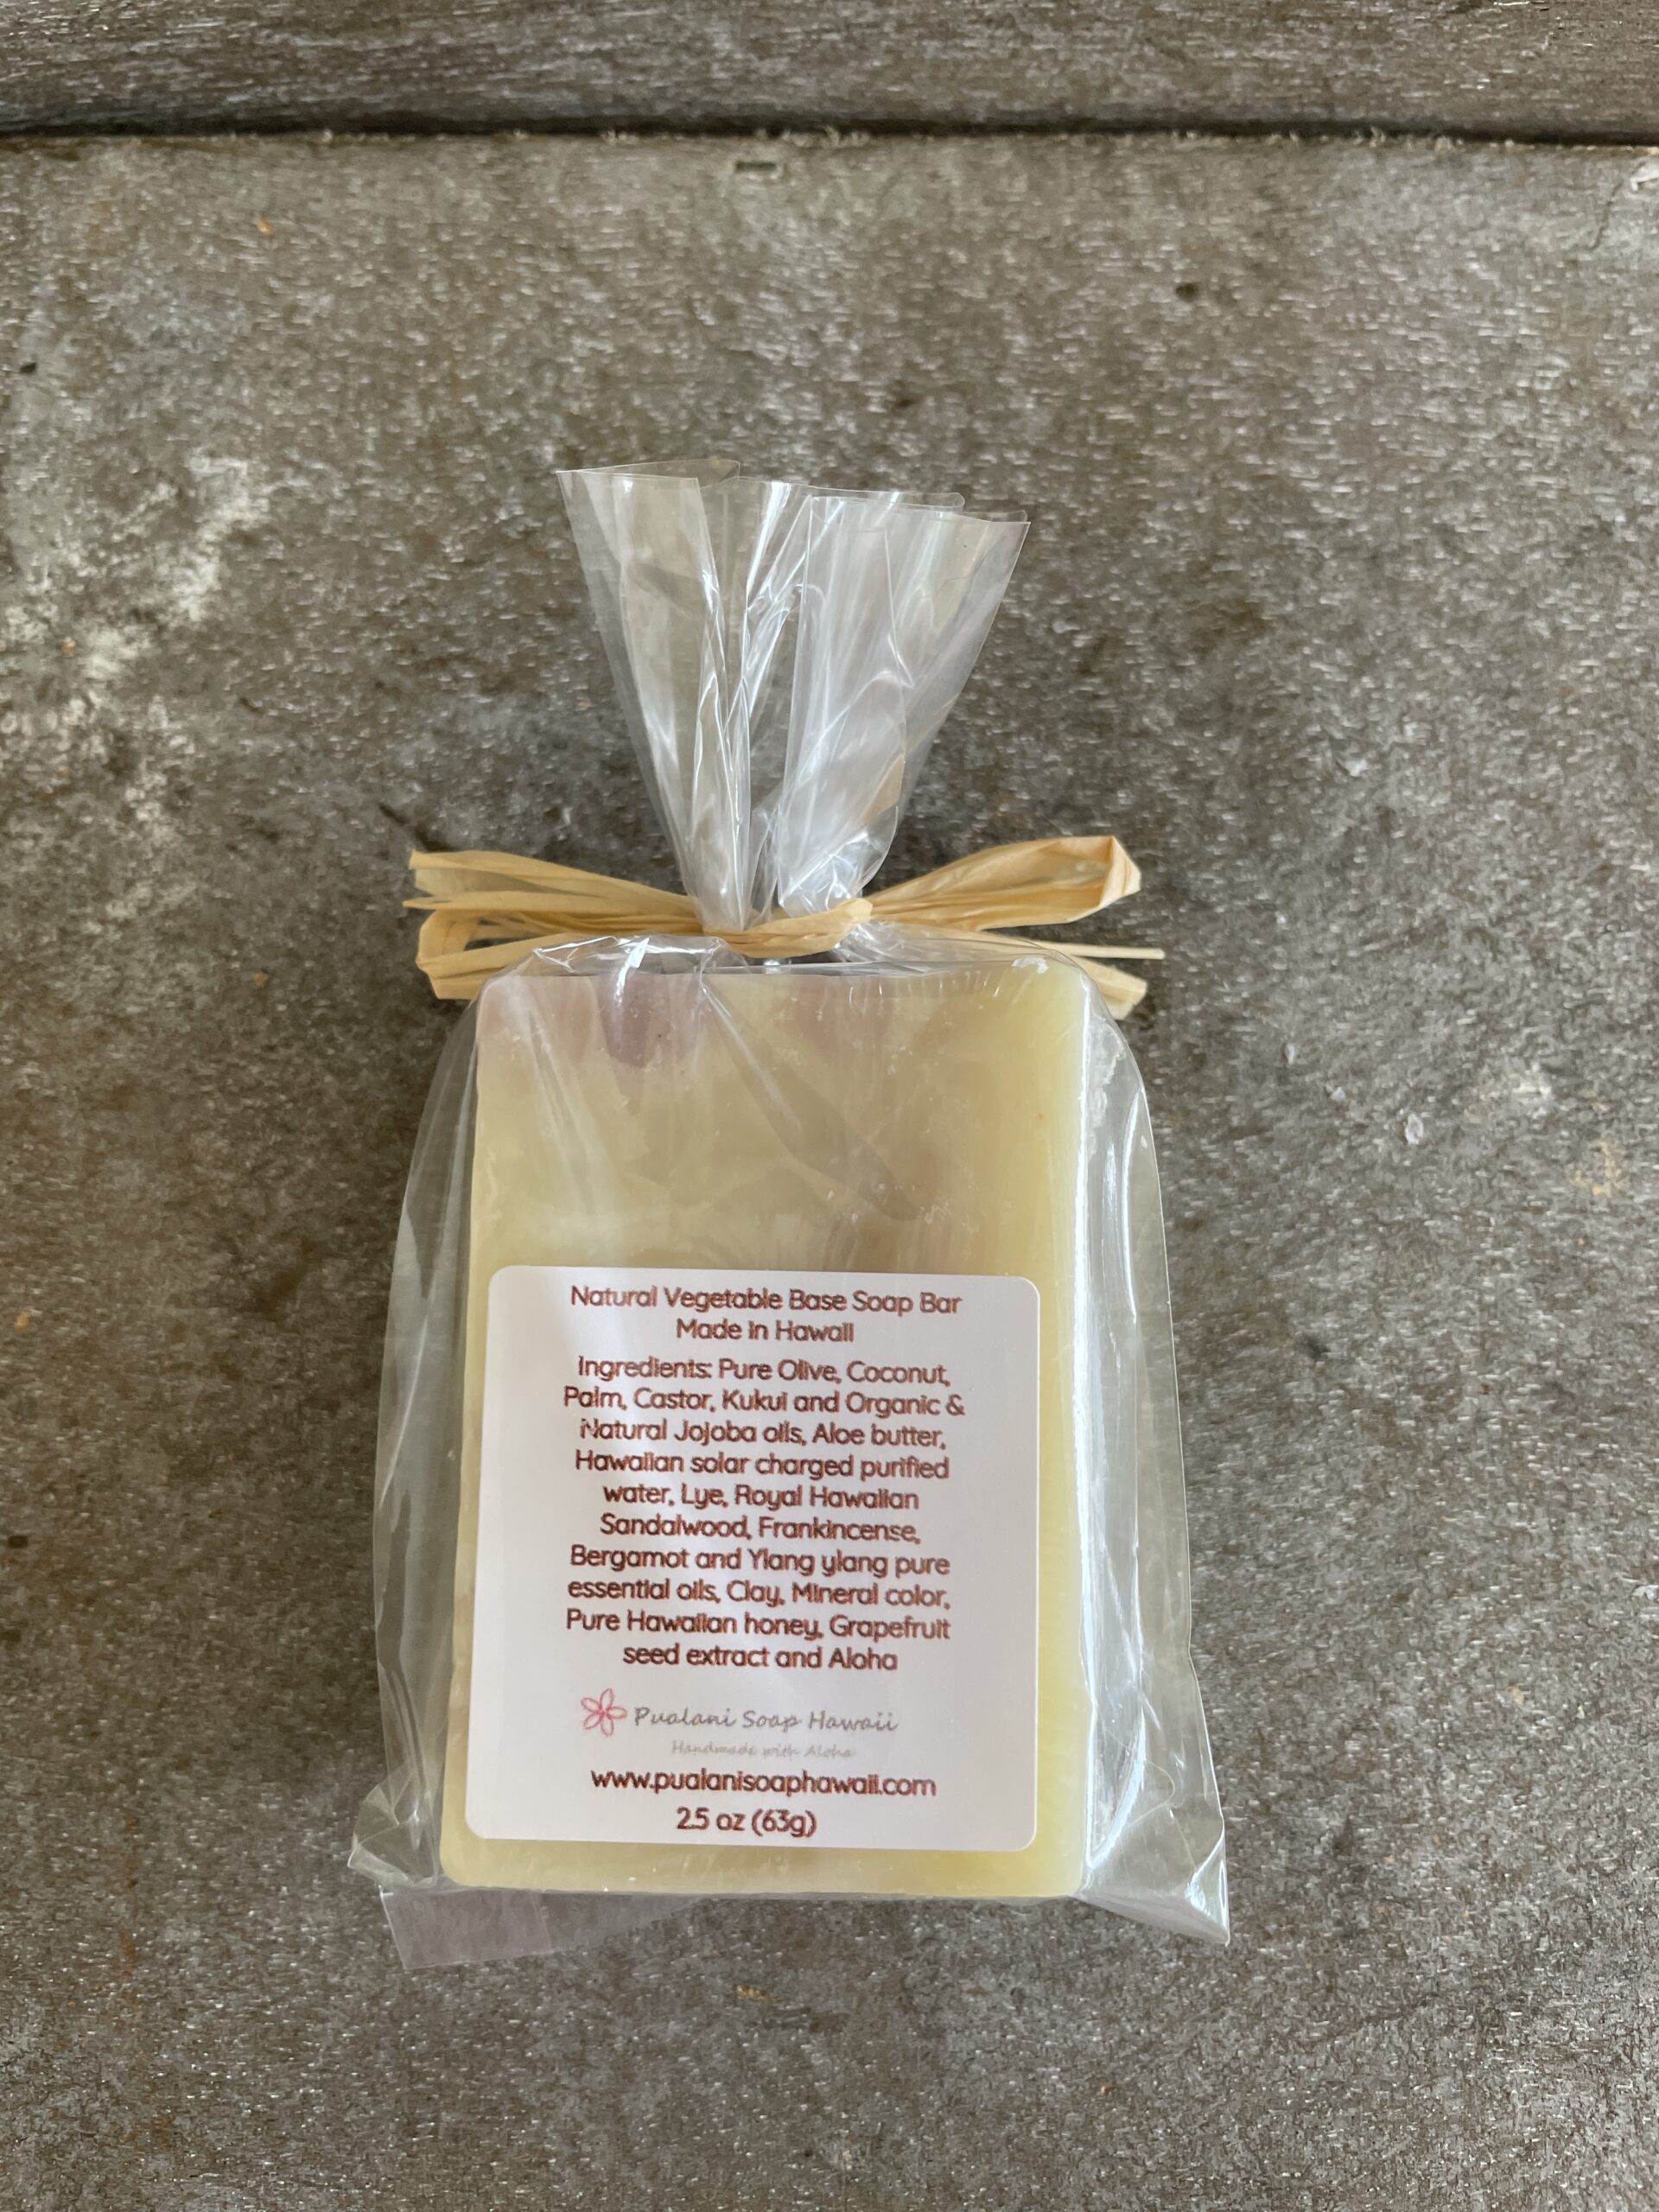 Natural Vegetable Base Soap Bar
Made in Hawaii
Ingredients: Pure Olive, Coconut,
Palm, Castor, Kukui and Organic &
Natural Jojoba oils, Aloe butter,
Hawaiian solar charged purified
water, Lye, Royal Hawaiian
Sandalwood, Frankincense,
Bergamot and Ylang ylang pure
essential oils, Clay, Mineral color,
Pure Hawaiian honey, Grapefruit
seed extract and Aloha
Pualani Soap Hawaii
Handmade with Aloha
www.pualanisoaphawaii.com
2.5 oz (63g)